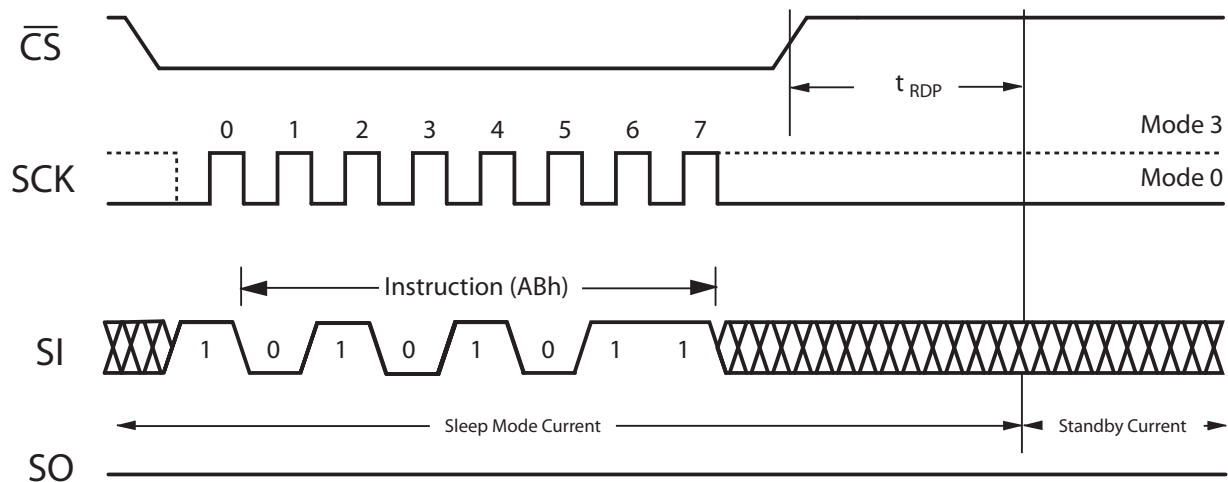 CS
t RDP
0 1 2 3 4 5 6 7
Mode 3
SCK
Mode 0
Instruction (ABh)
SI
1 0 1 0 1 0 1 1
Sleep Mode Current
Standby Current
SO